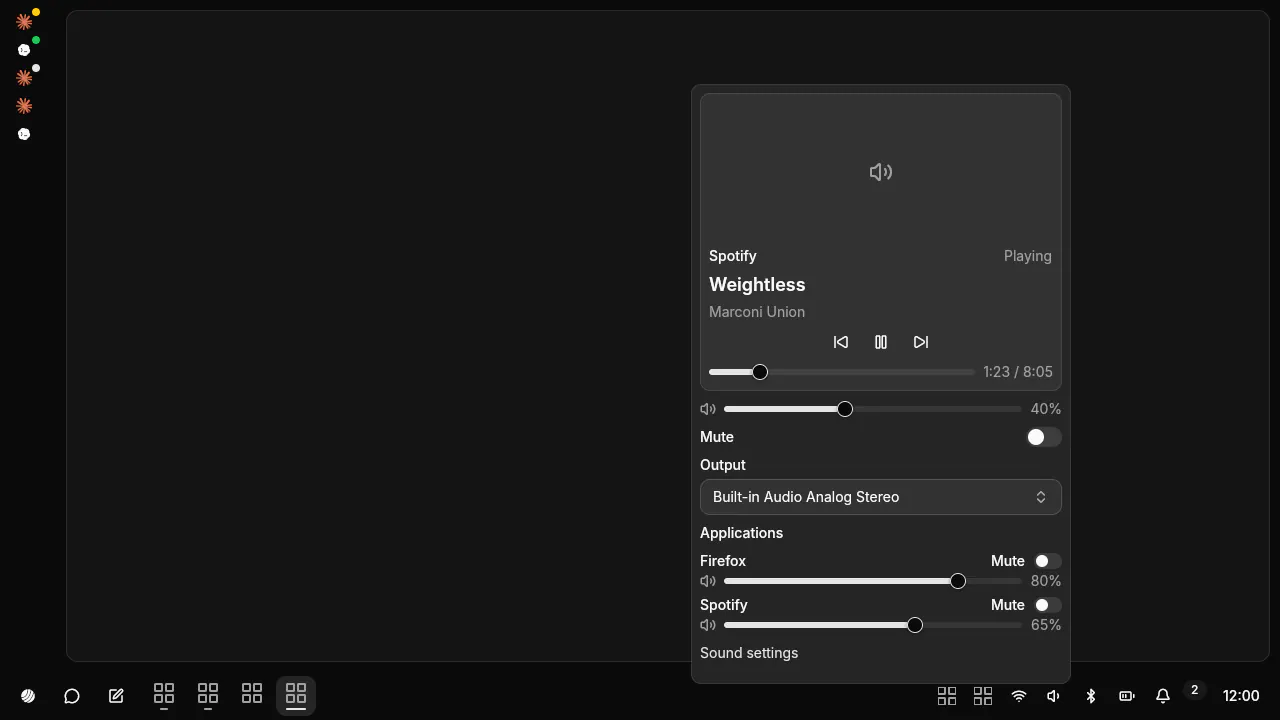 Spotify
Playing
Weightless
Marconi Union
1:23 / 8:05
40%
Mute
Output
Built-in Audio Analog Stereo
Applications
Firefox
Mute
80%
Spotify
Mute
65%
Sound settings
2
12:00